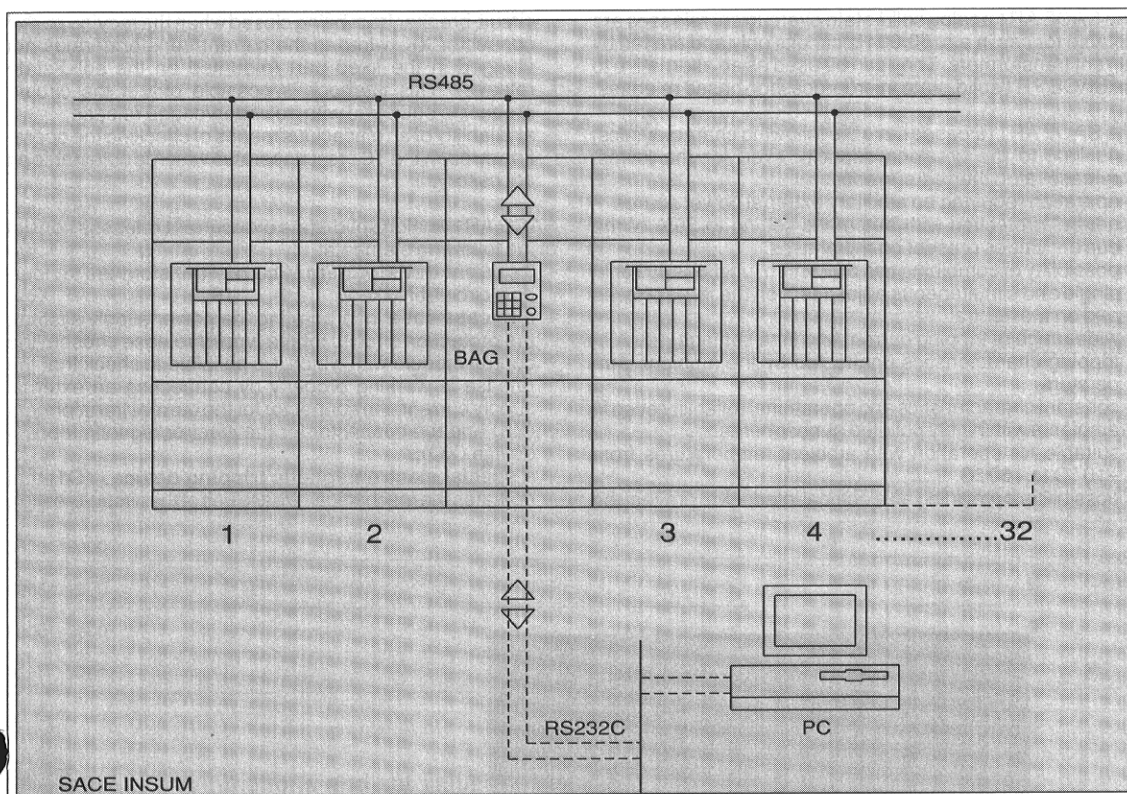 RS485
BAG
1 2 3 4 ..............32
RS232C
PC
SACE INSUM